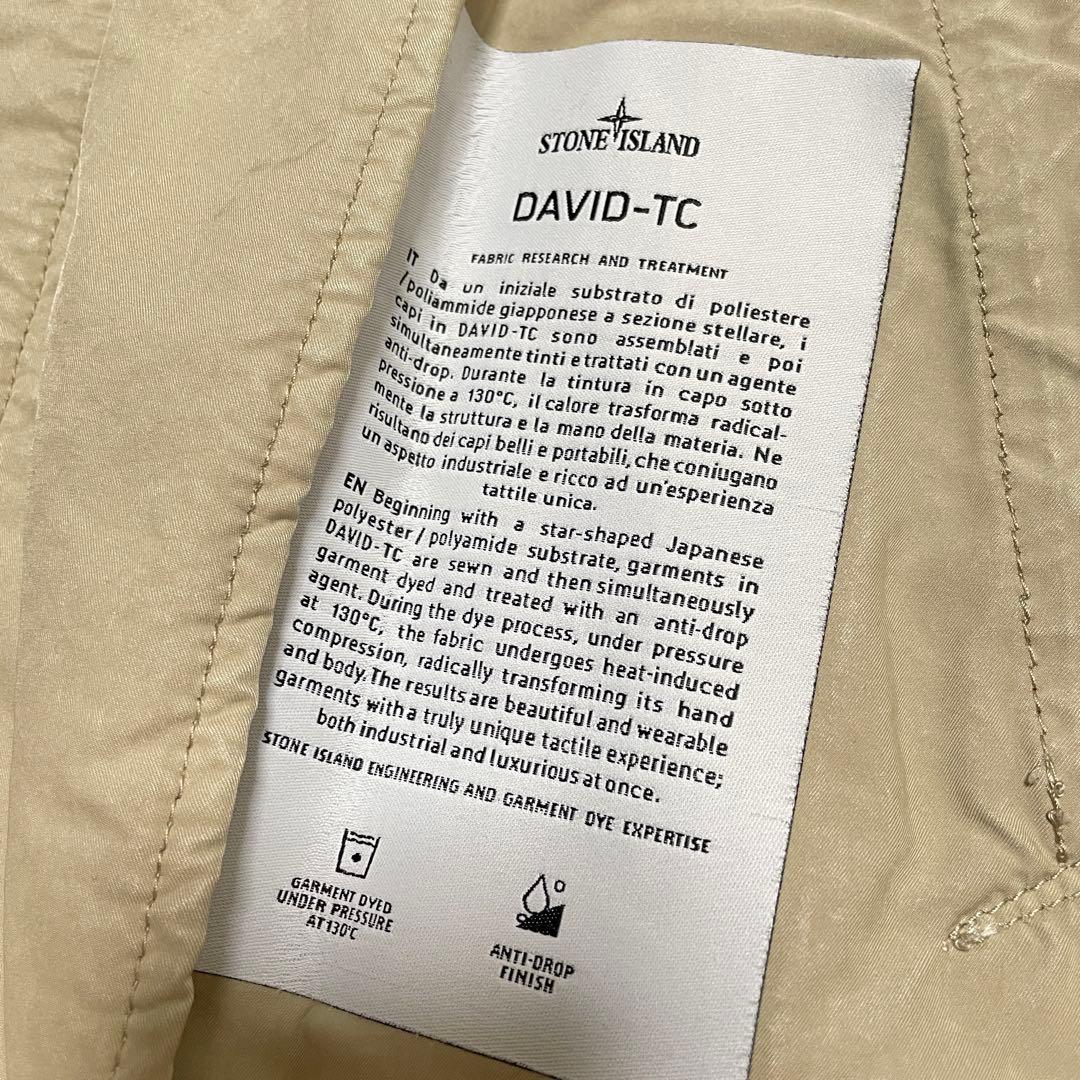 STONE ISLAND
DAVID-TC
FABRIC RESEARCH AND TREATMENT
IT Da un iniziale substrato di poliestere
/poliammide giapponese a sezione stellare, i
capi in DAVID-TC sono assemblati e poi
simultaneamente tinti e trattati con un agente
anti-drop. Durante la tintura in capo sotto
pressione a 130°C, il calore trasforma radical-
mente la struttura e la mano della materia. Ne
risultano dei capi belli e portabili, che coniugano
un aspetto industriale e ricco ad un'esperienza
tattile unica.
EN Beginning with a star-shaped Japanese
polyester / polyamide substrate, garments in
DAVID-TC are sewn and then simultaneously
garment dyed and treated with an anti-drop
agent. During the dye process, under pressure
at 130°C, the fabric undergoes heat-induced
compression, radically transforming its hand
and body. The results are beautiful and wearable
garments with a truly unique tactile experience;
both industrial and luxurious at once.
STONE ISLAND ENGINEERING AND GARMENT DYE EXPERTISE
GARMENT DYED
UNDER PRESSURE
AT 130°C
ANTI-DROP
FINISH